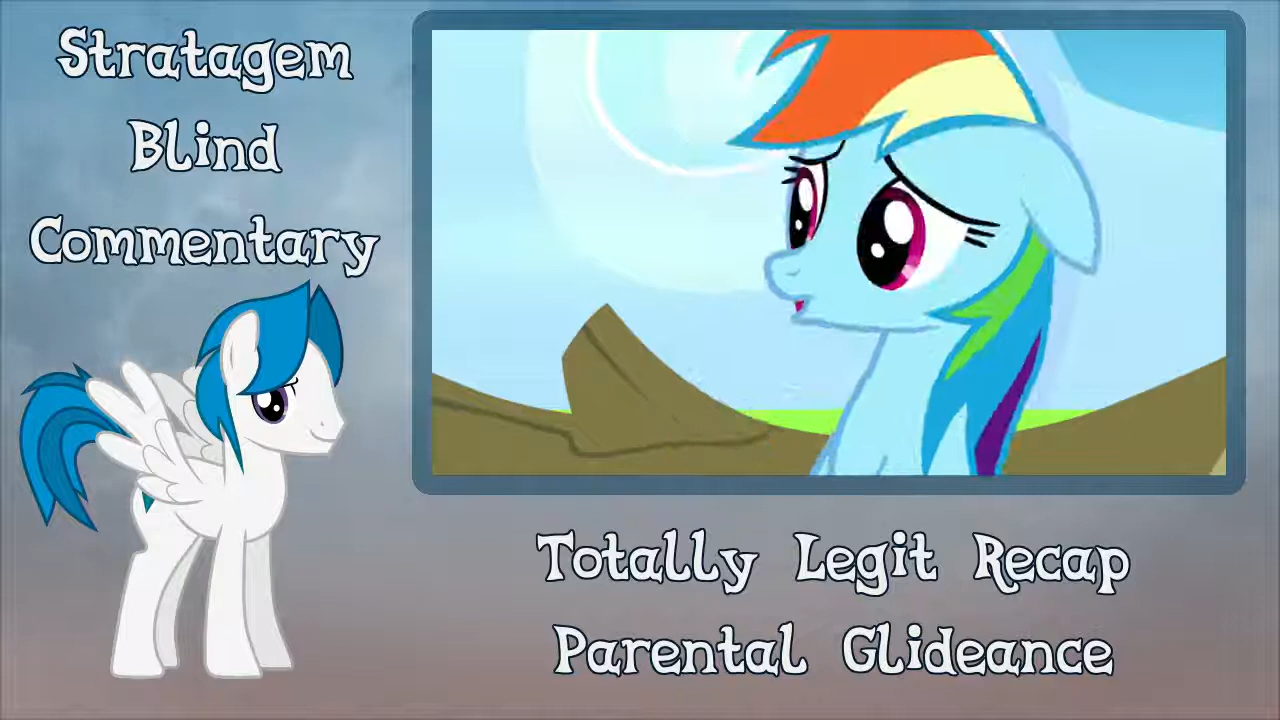 Stratagem
Blind
Commentary
Totally Legit Recap
Parental Glideance